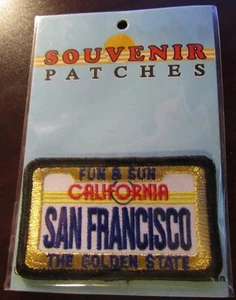 SOUVENIR
PATCHES
FUN & SUN
CALIFORNIA
SAN FRANCISCO
THE GOLDEN STATE